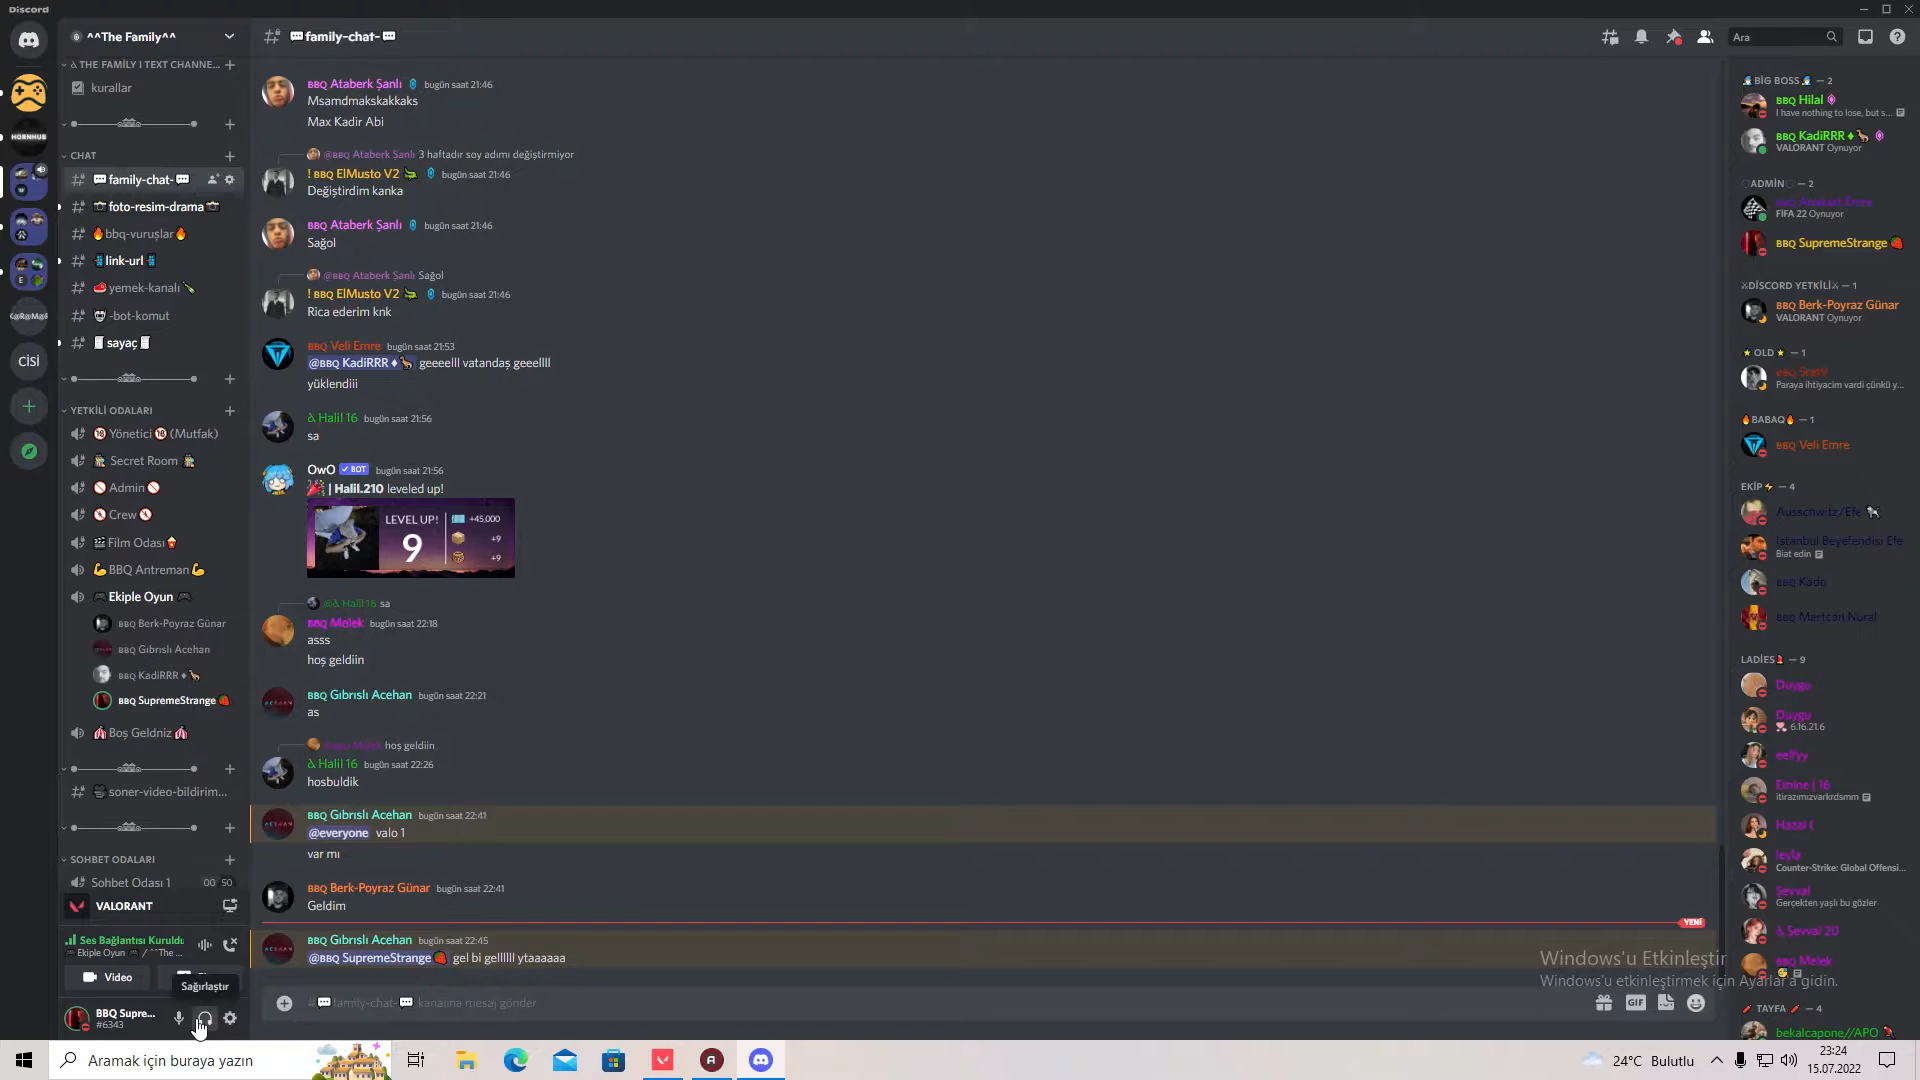 Discord
^^The Family^^
THE FAMİLY I TEXT CHANNE...
kurallar
CHAT
family-chat-
foto-resim-drama
bbq-vuruşlar
link-url
yemek-kanalı
-bot-komut
sayaç
HORNHUB
CİSİ
YETKİLİ ODALARI
Yönetici (Mutfak)
Secret Room
Admin
Crew
Film Odası
BBQ Antreman
Ekiple Oyun
BBQ Berk-Poyraz Günar
BBQ Gıbrıslı Acehan
BBQ KadiRRR
BBQ SupremeStrange
Boş Geldniz
soner-video-bildirim...
SOHBET ODALARI
Sohbet Odası 1 00 50
VALORANT
Ses Bağlantısı Kuruldu
Ekiple Oyun / ^^The ...
Video
Sağırlaştır
BBQ Supre...
#6343
family-chat-
Ara
BBQ Ataberk Şanlı bugün saat 21:46
Msamdmakskakkaks
Max Kadir Abi
@BBQ Ataberk Şanlı 3 haftadır soy adımı değiştirmiyor
! BBQ ElMusto V2 bugün saat 21:46
Değiştirdim kanka
BBQ Ataberk Şanlı bugün saat 21:46
Sağol
@BBQ Ataberk Şanlı Sağol
! BBQ ElMusto V2 bugün saat 21:46
Rica ederim knk
BBQ Veli Emre bugün saat 21:53
@BBQ KadiRRR geeeelll vatandaş geeellll
yüklendiii
Halil 16 bugün saat 21:56
sa
OwO BOT bugün saat 21:56
| Halil.210 leveled up!
LEVEL UP!
9
+45,000
+9
+9
@ Halil 16 sa
BBQ Melek bugün saat 22:18
asss
hoş geldiin
BBQ Gıbrıslı Acehan bugün saat 22:21
as
@BBQ Melek hoş geldiin
Halil 16 bugün saat 22:26
hosbuldik
BBQ Gıbrıslı Acehan bugün saat 22:41
@everyone valo 1
var mı
BBQ Berk-Poyraz Günar bugün saat 22:41
Geldim
YENİ
BBQ Gıbrıslı Acehan bugün saat 22:45
@BBQ SupremeStrange gel bi gellllll ytaaaaaa
family-chat- kanalına mesaj gönder
GIF
BİG BOSS — 2
BBQ Hilal
I have nothing to lose, but s...
BBQ KadiRRR
VALORANT Oynuyor
ADMİN — 2
BBQ Anakart Emre
FIFA 22 Oynuyor
BBQ SupremeStrange
DİSCORD YETKİLİ — 1
BBQ Berk-Poyraz Günar
VALORANT Oynuyor
OLD — 1
Paraya ihtiyacim vardi çünkü y...
BABAQ — 1
BBQ Veli Emre
EKİP — 4
Ausschwitz/Efe
İstanbul Beyefendisi Efe
Biat edin
BBQ Kado
BBQ Mertcan Nural
LADİES — 9
Duygu
Duygu
6.16.21.6
eelfyy
Emine | 16
itirazımızvarkrdsmm
Hazal (
leyla
Counter-Strike: Global Offensi...
Şevval
Gerçekten yaşlı bu gözler
Şevval 20
BBQ Melek
TAYFA — 4
bekalcapone//APO
Windows'u Etkinleştir
Windows'u etkinleştirmek için Ayarlar'a gidin.
Aramak için buraya yazın
24°C Bulutlu
23:24
15.07.2022